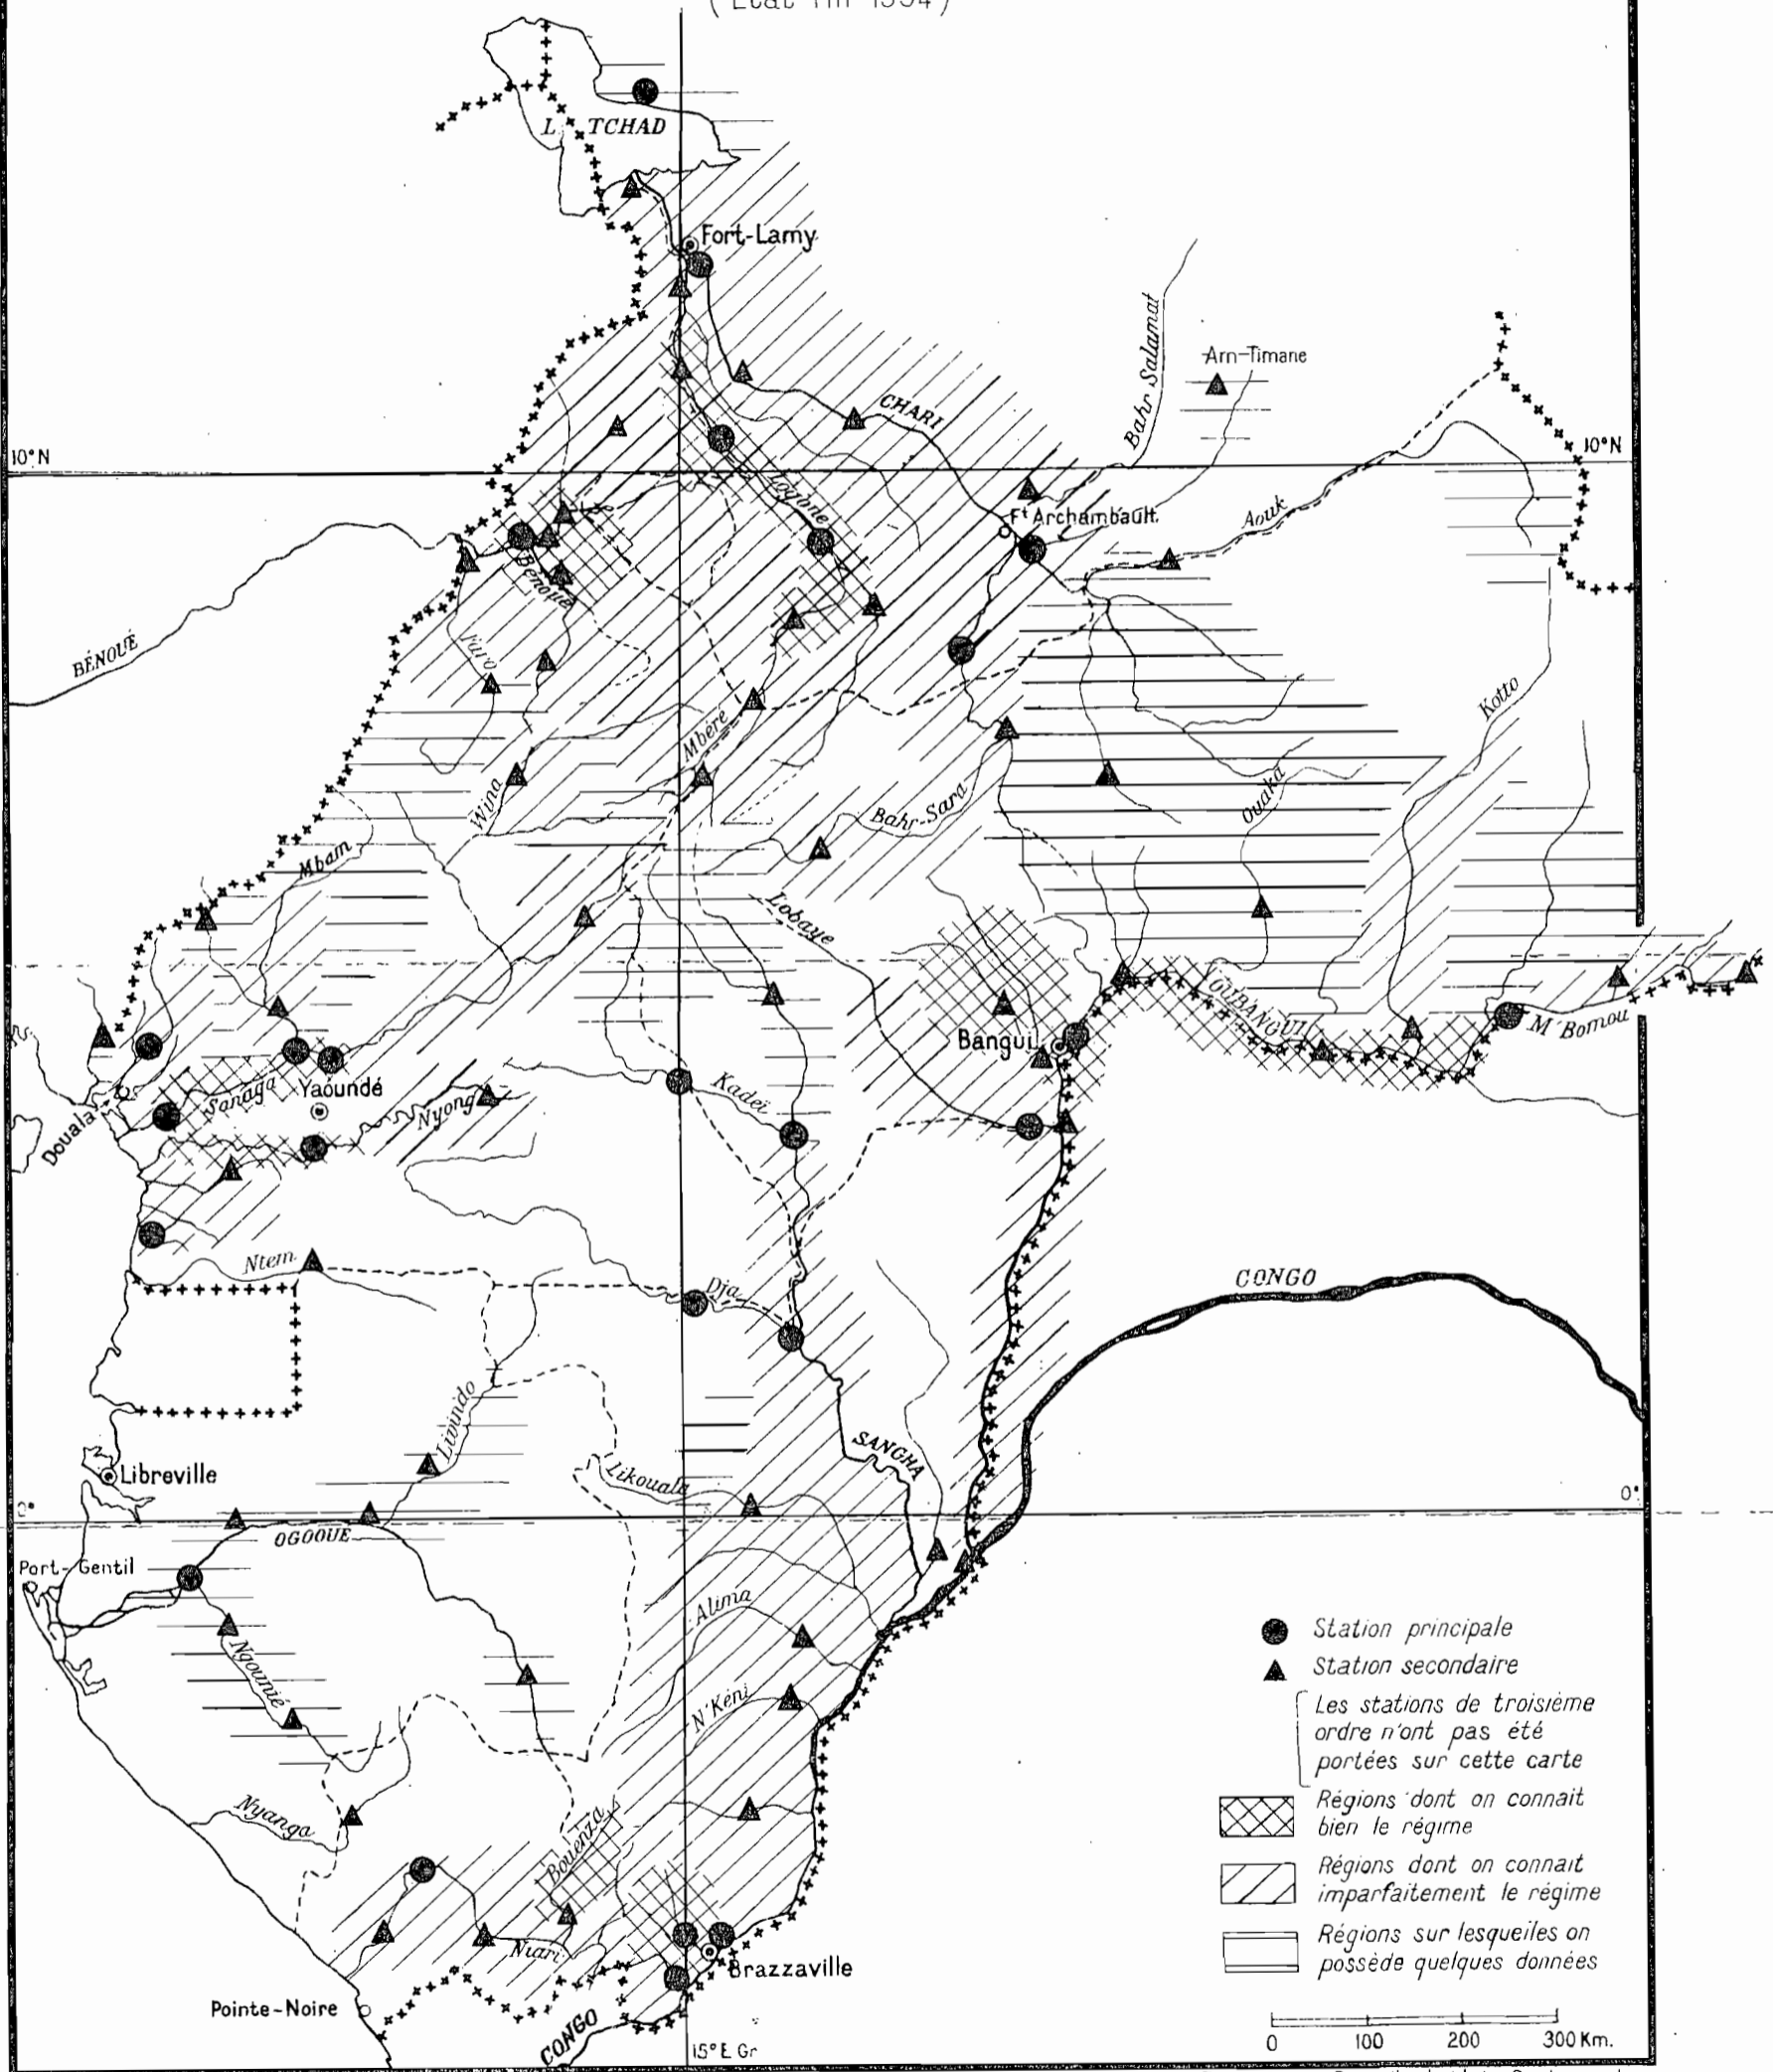 L. TCHAD
Fort-Lamy
Bahr Salamat
Am-Timane
CHARI
10°N
10°N
Logone
Ft Archambault
Aouk
Bénoué
BÉNOUÉ
Faro
Kotto
Mbéré
Wina
Bahr-Sara
Ouaka
Mbam
Lobaye
OUBANGUI
M'Bomou
Bangui
Sanaga
Yaoundé
Kadeï
Nyong
Douala
Ntem
Dja
CONGO
Livindo
SANGHA
Libreville
Likouala
0°
0°
OGOOUE
Port-Gentil
Alima
Ngounié
N'Kéni
Nyanga
Bouenza
Niari
Brazzaville
Pointe-Noire
CONGO
15° E Gr
Station principale
Station secondaire
Les stations de troisième
ordre n'ont pas été
portées sur cette carte
Régions dont on connait
bien le régime
Régions dont on connait
imparfaitement le régime
Régions sur lesquelles on
possède quelques données
0 100 200 300 Km.